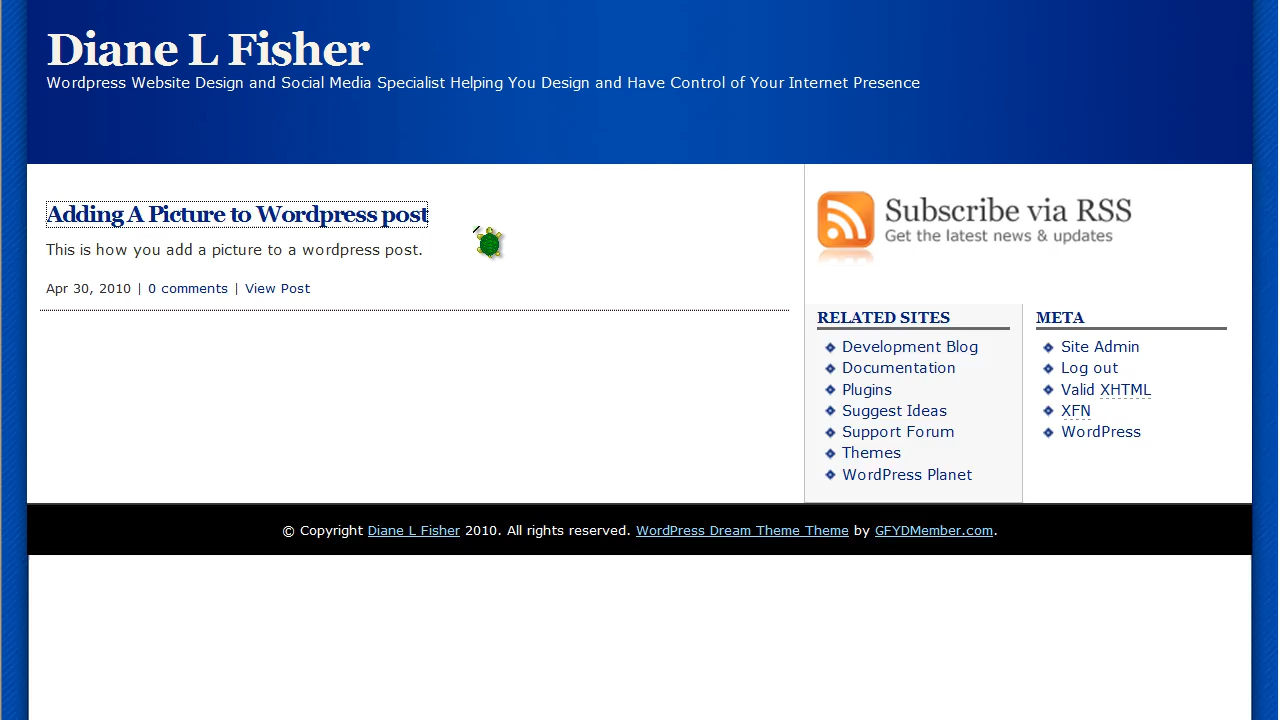 Diane L Fisher
Wordpress Website Design and Social Media Specialist Helping You Design and Have Control of Your Internet Presence
Adding A Picture to Wordpress post
This is how you add a picture to a wordpress post.
Apr 30, 2010 | 0 comments | View Post
Subscribe via RSS
Get the latest news & updates
RELATED SITES
Development Blog
Documentation
Plugins
Suggest Ideas
Support Forum
Themes
WordPress Planet
META
Site Admin
Log out
Valid XHTML
XFN
WordPress
© Copyright Diane L Fisher 2010. All rights reserved. WordPress Dream Theme Theme by GFYDMember.com.